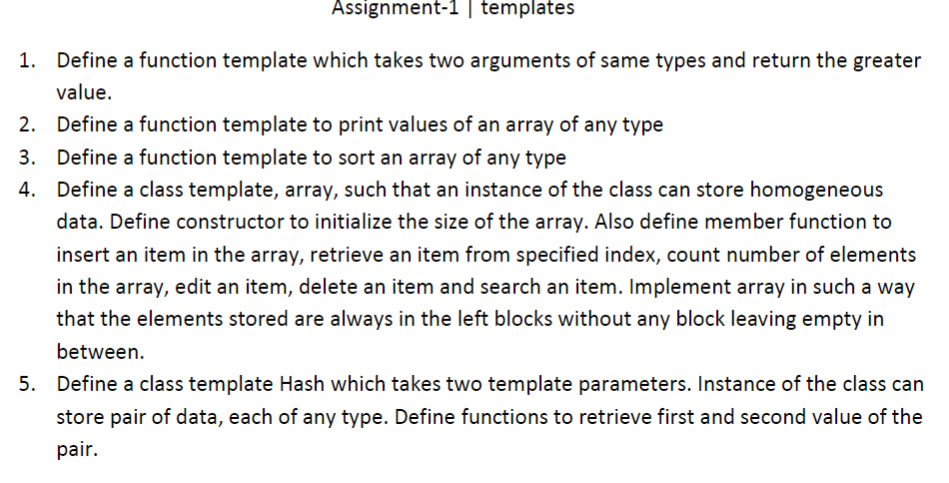 Assignment-1 | templates
1. Define a function template which takes two arguments of same types and return the greater
value.
2. Define a function template to print values of an array of any type
3. Define a function template to sort an array of any type
4. Define a class template, array, such that an instance of the class can store homogeneous
data. Define constructor to initialize the size of the array. Also define member function to
insert an item in the array, retrieve an item from specified index, count number of elements
in the array, edit an item, delete an item and search an item. Implement array in such a way
that the elements stored are always in the left blocks without any block leaving empty in
between.
5. Define a class template Hash which takes two template parameters. Instance of the class can
store pair of data, each of any type. Define functions to retrieve first and second value of the
pair.